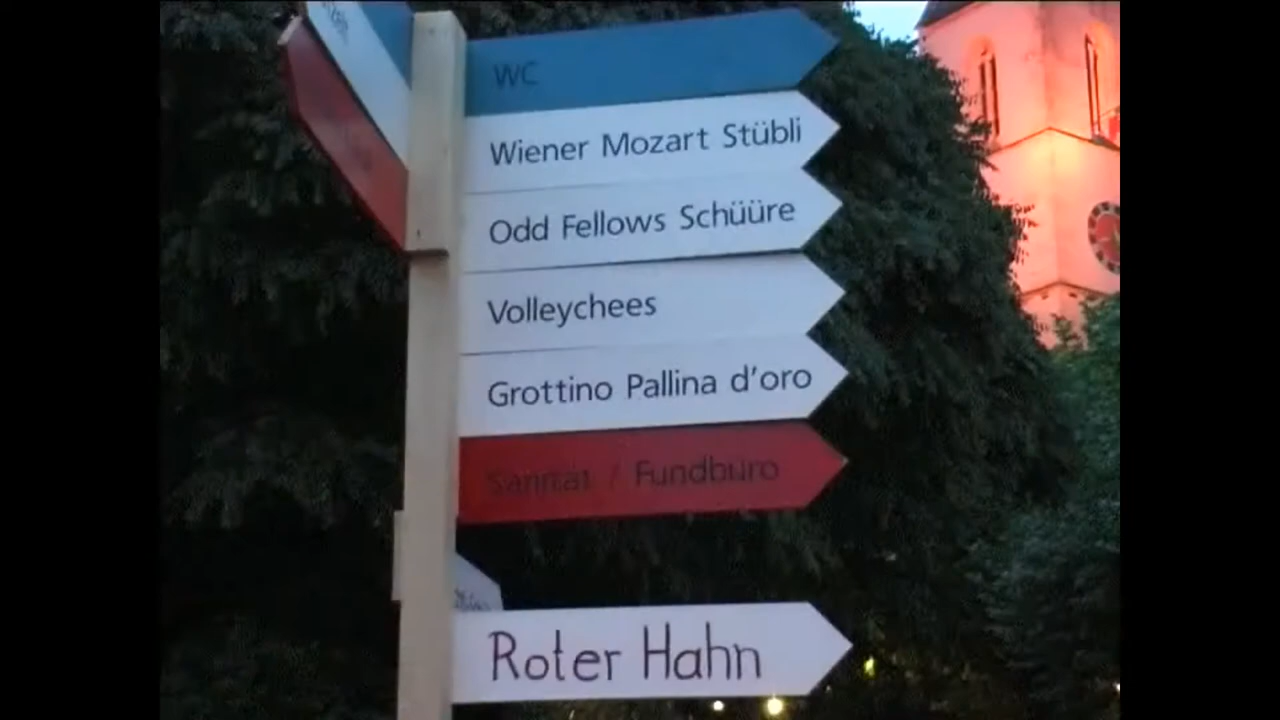 WC
Wiener Mozart Stübli
Odd Fellows Schüüre
Volleychees
Grottino Pallina d'oro
Sanität / Fundbüro
Roter Hahn